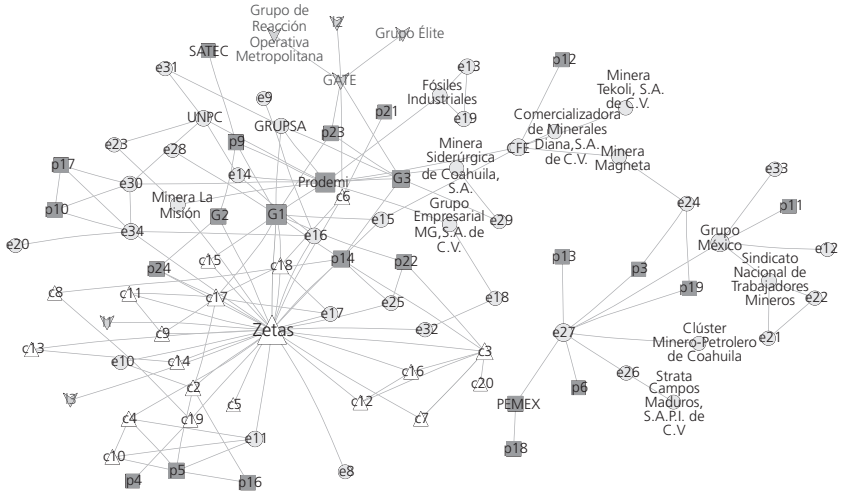 Grupo de
Reacción
Operativa
Metropolitana
I2
Grupo Élite
SATEC
GATE
e31
e9
p21
Fósiles
Industriales
e13
e19
p12
Minera
Tekoli, S.A.
de C.V.
UNPC
GRUPSA
p23
Comercializadora
de Minerales
Diana,S.A.
de C.V.
CFE
Minera
Magneta
e23
e28
p9
e14
Minera
Siderúrgica
de Coahuila,
S.A.
p17
e30
Prodemi
G3
c6
e33
p10
Minera La
Misión
G2
G1
e15
Grupo
Empresarial
MG,S.A. de
C.V.
e29
e24
p11
e20
e34
e16
Grupo
México
e12
p24
c15
c18
p14
p22
p13
p3
p19
Sindicato
Nacional de
Trabajadores
Mineros
c8
c11
c17
e17
e25
e18
e22
c9
Zetas
e32
e27
e21
Clúster
Minero-Petrolero
de Coahuila
c13
e10
c14
c3
c16
c20
e26
Strata
Campos
Maduros,
S.A.P.I. de
C.V
I3
c2
c5
c12
c7
p6
PEMEX
c4
c19
e11
p18
c10
p5
p4
p16
e8